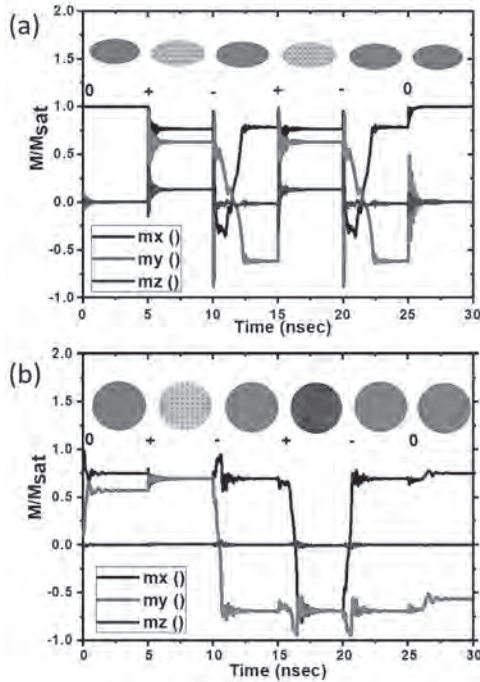 (a)
2.0
1.5
0 + - + - 0
1.0
0.5
0.0
-0.5
-1.0
M/Msat
mx ()
my ()
mz ()
0 5 10 15 20 25 30
Time (nsec)
(b)
2.0
1.5
0 + - + - 0
1.0
0.5
0.0
-0.5
-1.0
M/Msat
mx ()
my ()
mz ()
0 5 10 15 20 25 30
Time (nsec)